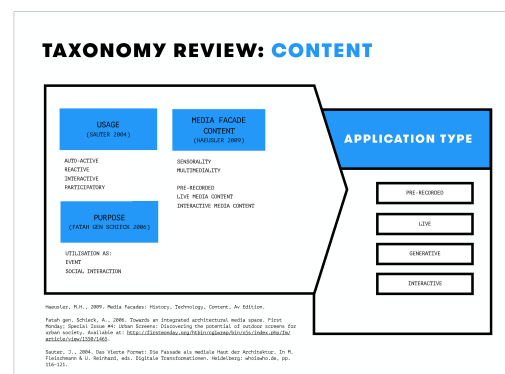 TAXONOMY REVIEW: CONTENT
USAGE
(SAUTER 2004)
AUTO-ACTIVE
REACTIVE
INTERACTIVE
PARTICIPATORY
PURPOSE
(FATAH GEN SCHIECK 2006)
UTILISATION AS:
EVENT
SOCIAL INTERACTION
MEDIA FACADE
CONTENT
(HAEUSLER 2009)
SENSORALITY
MULTIMEDIALITY
PRE-RECORDED
LIVE MEDIA CONTENT
INTERACTIVE MEDIA CONTENT
APPLICATION TYPE
PRE-RECORDED
LIVE
GENERATIVE
INTERACTIVE
Haeusler, M.H., 2009. Media Facades: History, Technology, Content, Av Edition.
Fatah gen. Schieck, A., 2006. Towards an integrated architectural media space. First
Monday; Special Issue #4: Urban Screens: Discovering the potential of outdoor screens for
urban society. Available at: http://firstmonday.org/htbin/cgiwrap/bin/ojs/index.php/fm/
article/view/1550/1465.
Sauter, J., 2004. Das Vierte Format: Die Fassade als mediale Haut der Architektur. In M.
Fleischmann & U. Reinhard, eds. Digitale Transformationen. Heidelberg: whoiswho.de, pp.
116-121.